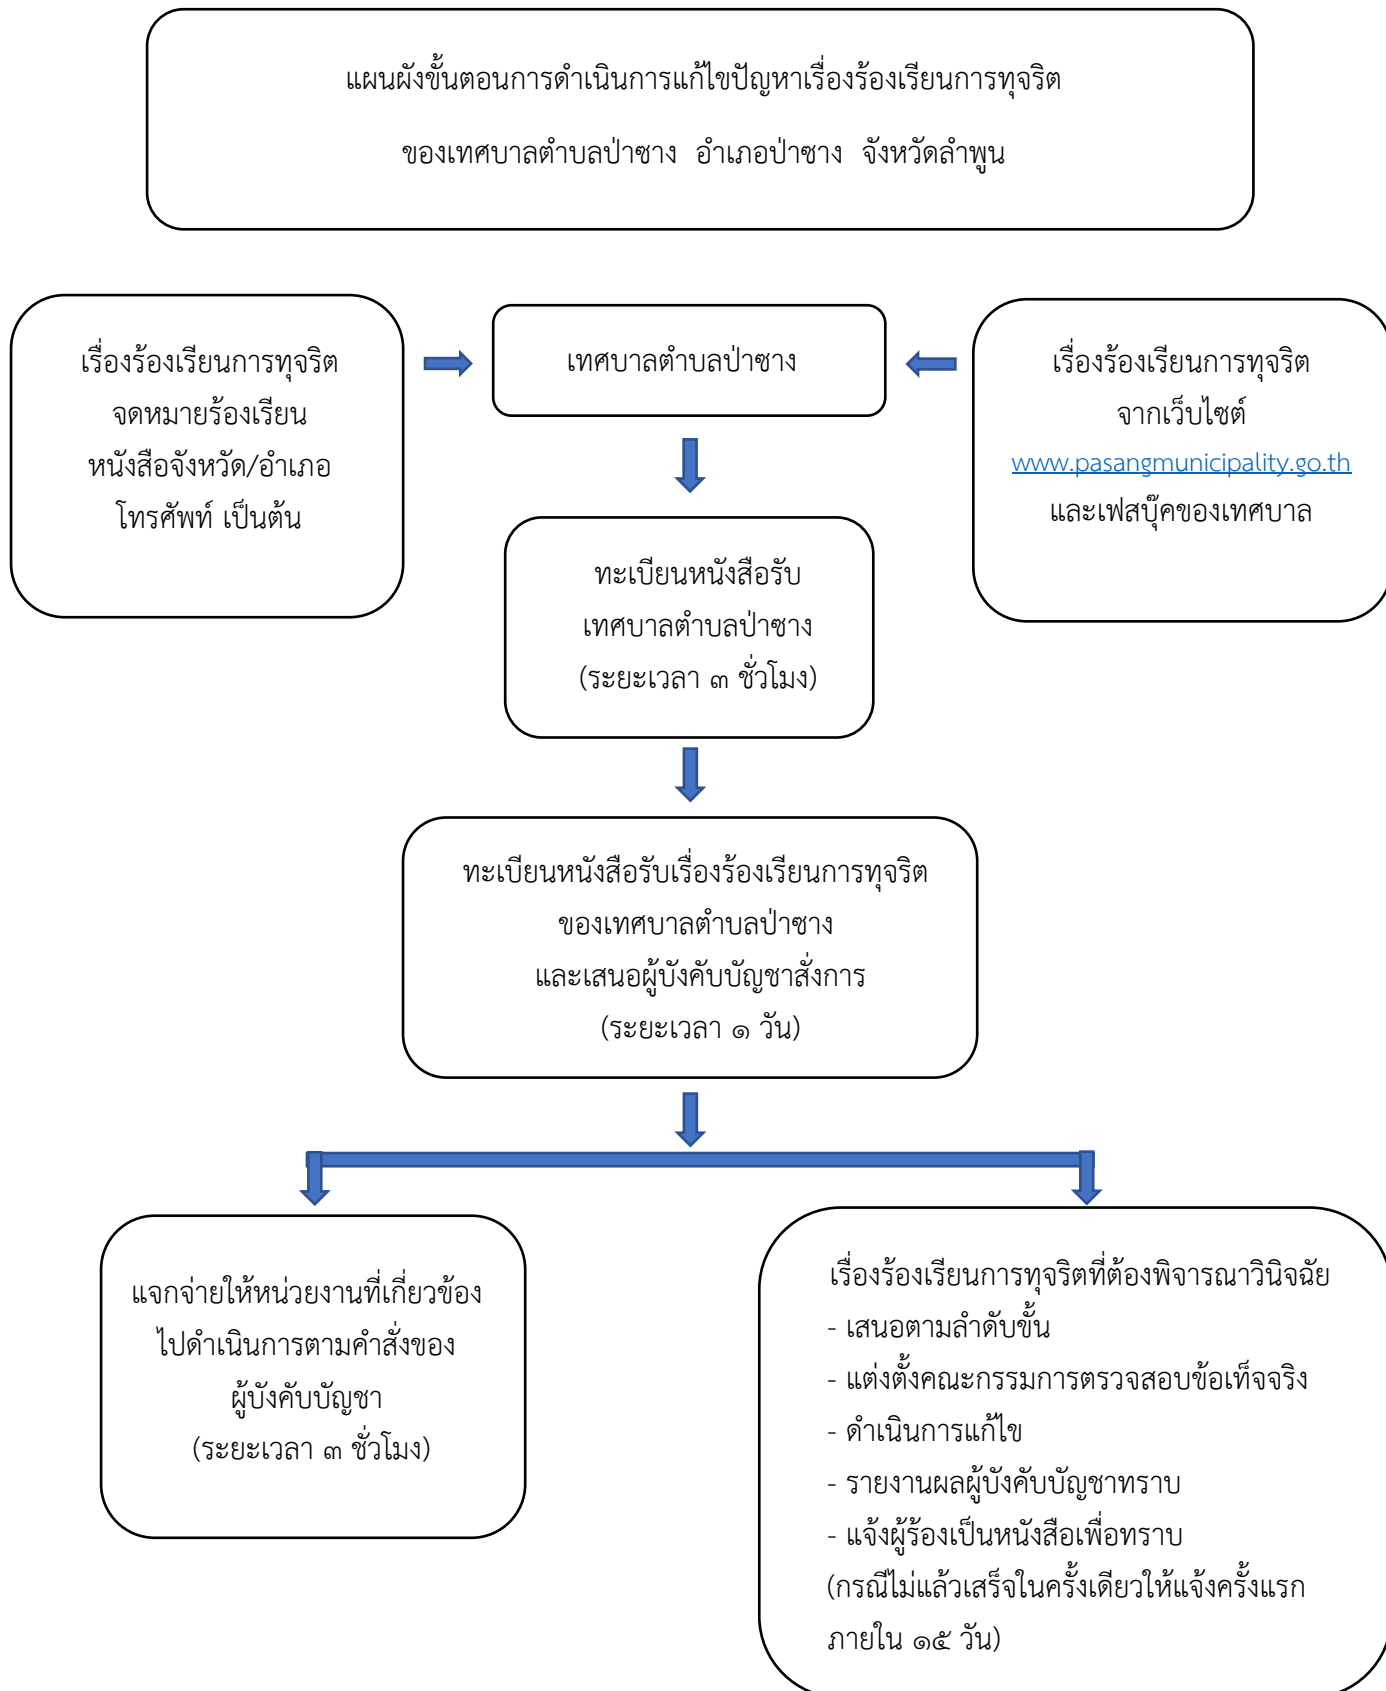 แผนผังขั้นตอนการดำเนินการแก้ไขปัญหาเรื่องร้องเรียนการทุจริต
ของเทศบาลตำบลป่าซาง อำเภอป่าซาง จังหวัดลำพูน
เรื่องร้องเรียนการทุจริต
จดหมายร้องเรียน
หนังสือจังหวัด/อำเภอ
โทรศัพท์ เป็นต้น
เทศบาลตำบลป่าซาง
เรื่องร้องเรียนการทุจริต
จากเว็บไซต์
www.pasangmunicipality.go.th
และเฟสบุ๊คของเทศบาล
ทะเบียนหนังสือรับ
เทศบาลตำบลป่าซาง
(ระยะเวลา ๓ ชั่วโมง)
ทะเบียนหนังสือรับเรื่องร้องเรียนการทุจริต
ของเทศบาลตำบลป่าซาง
และเสนอผู้บังคับบัญชาสั่งการ
(ระยะเวลา ๑ วัน)
แจกจ่ายให้หน่วยงานที่เกี่ยวข้อง
ไปดำเนินการตามคำสั่งของ
ผู้บังคับบัญชา
(ระยะเวลา ๓ ชั่วโมง)
เรื่องร้องเรียนการทุจริตที่ต้องพิจารณาวินิจฉัย
- เสนอตามลำดับขั้น
- แต่งตั้งคณะกรรมการตรวจสอบข้อเท็จจริง
- ดำเนินการแก้ไข
- รายงานผลผู้บังคับบัญชาทราบ
- แจ้งผู้ร้องเป็นหนังสือเพื่อทราบ
(กรณีไม่แล้วเสร็จในครั้งเดียวให้แจ้งครั้งแรก
ภายใน ๑๕ วัน)